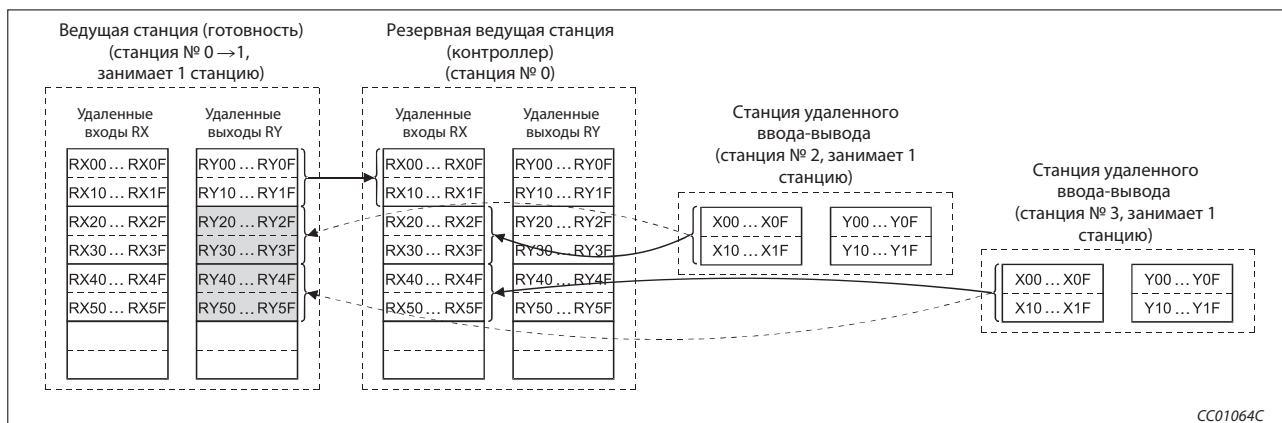 Ведущая станция (готовность)
(станция № 0 →1,
занимает 1 станцию)
Удаленные
входы RX
Удаленные
выходы RY
RX00 ... RX0F
RX10 ... RX1F
RX20 ... RX2F
RX30 ... RX3F
RX40 ... RX4F
RX50 ... RX5F
RY00 ... RY0F
RY10 ... RY1F
RY20 ... RY2F
RY30 ... RY3F
RY40 ... RY4F
RY50 ... RY5F
Резервная ведущая станция
(контроллер)
(станция № 0)
Удаленные
входы RX
Удаленные
выходы RY
RX00 ... RX0F
RX10 ... RX1F
RX20 ... RX2F
RX30 ... RX3F
RX40 ... RX4F
RX50 ... RX5F
RY00 ... RY0F
RY10 ... RY1F
RY20 ... RY2F
RY30 ... RY3F
RY40 ... RY4F
RY50 ... RY5F
Станция удаленного
ввода-вывода
(станция № 2, занимает 1
станцию)
X00 ... X0F
X10 ... X1F
Y00 ... Y0F
Y10 ... Y1F
Станция удаленного
ввода-вывода
(станция № 3, занимает 1
станцию)
X00 ... X0F
X10 ... X1F
Y00 ... Y0F
Y10 ... Y1F
CC01064C